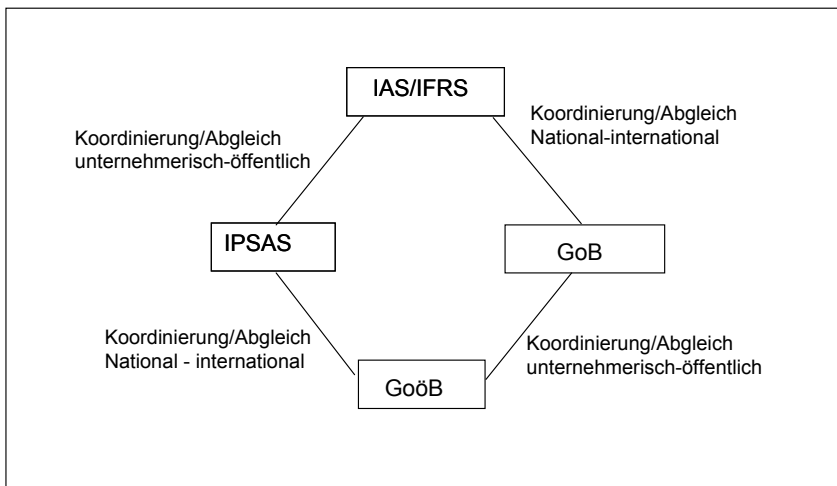 IAS/IFRS
Koordinierung/Abgleich
National-international
Koordinierung/Abgleich
unternehmerisch-öffentlich
IPSAS
GoB
Koordinierung/Abgleich
National - international
Koordinierung/Abgleich
unternehmerisch-öffentlich
GoöB